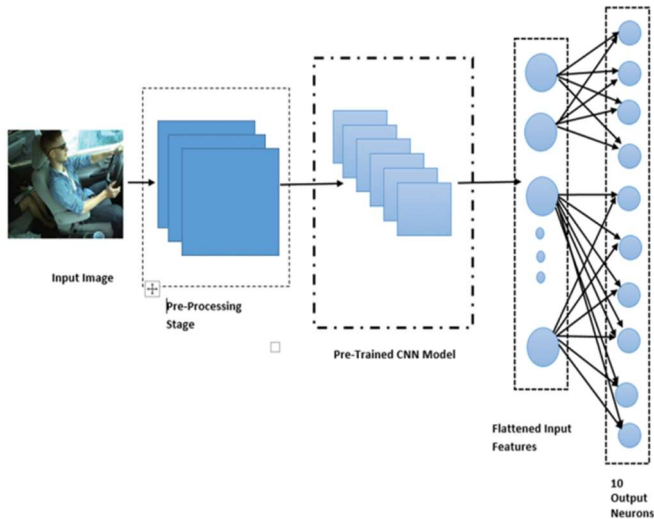 Input Image
Pre-Processing
Stage
Pre-Trained CNN Model
Flattened Input
Features
10
Output
Neurons